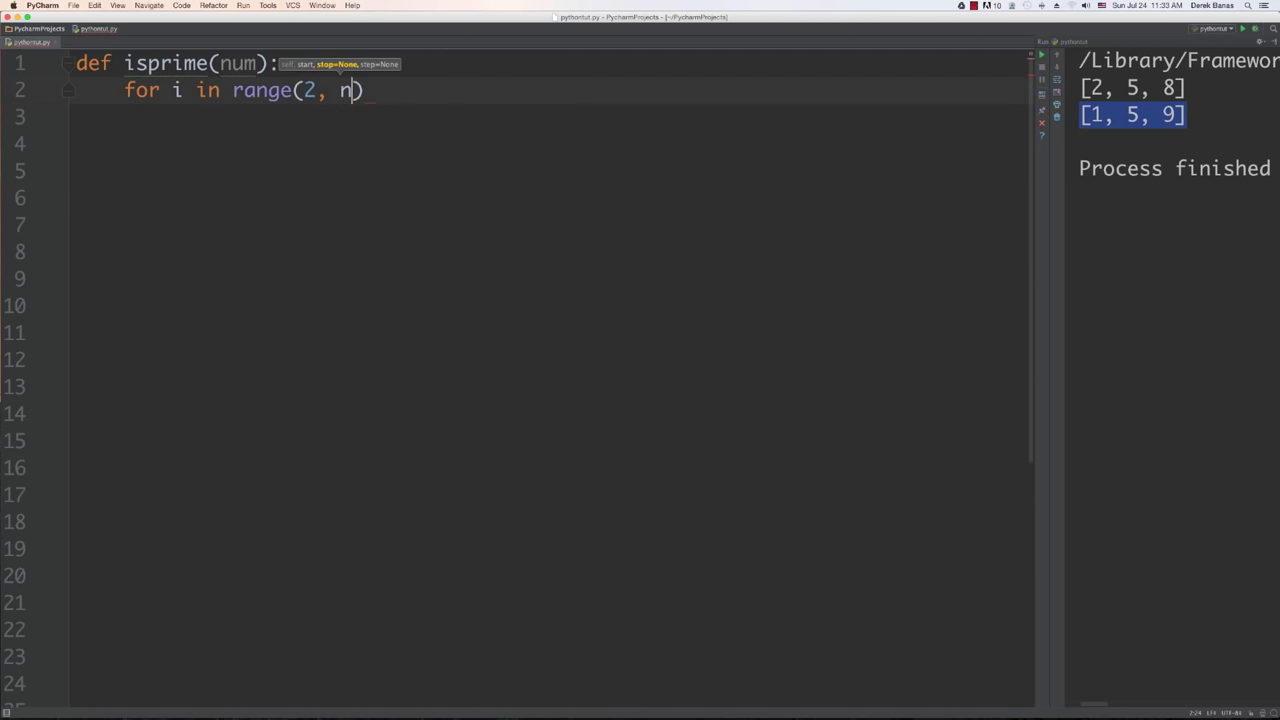 PyCharm File Edit View Navigate Code Refactor Run Tools VCS Window Help
10 Sun Jul 24 11:33 AM Derek Banas
pythontut.py - PycharmProjects - [~/PycharmProjects]
PycharmProjects pythontut.py
pythontut
pythontut.py
Run pythontut
1 def isprime(num):
self, start, stop=None, step=None
2 for i in range(2, n)
3
4
5
6
7
8
9
10
11
12
13
14
15
16
17
18
19
20
21
22
23
24
/Library/Framewor
[2, 5, 8]
[1, 5, 9]
Process finished
2:24 LF÷ UTF-8÷